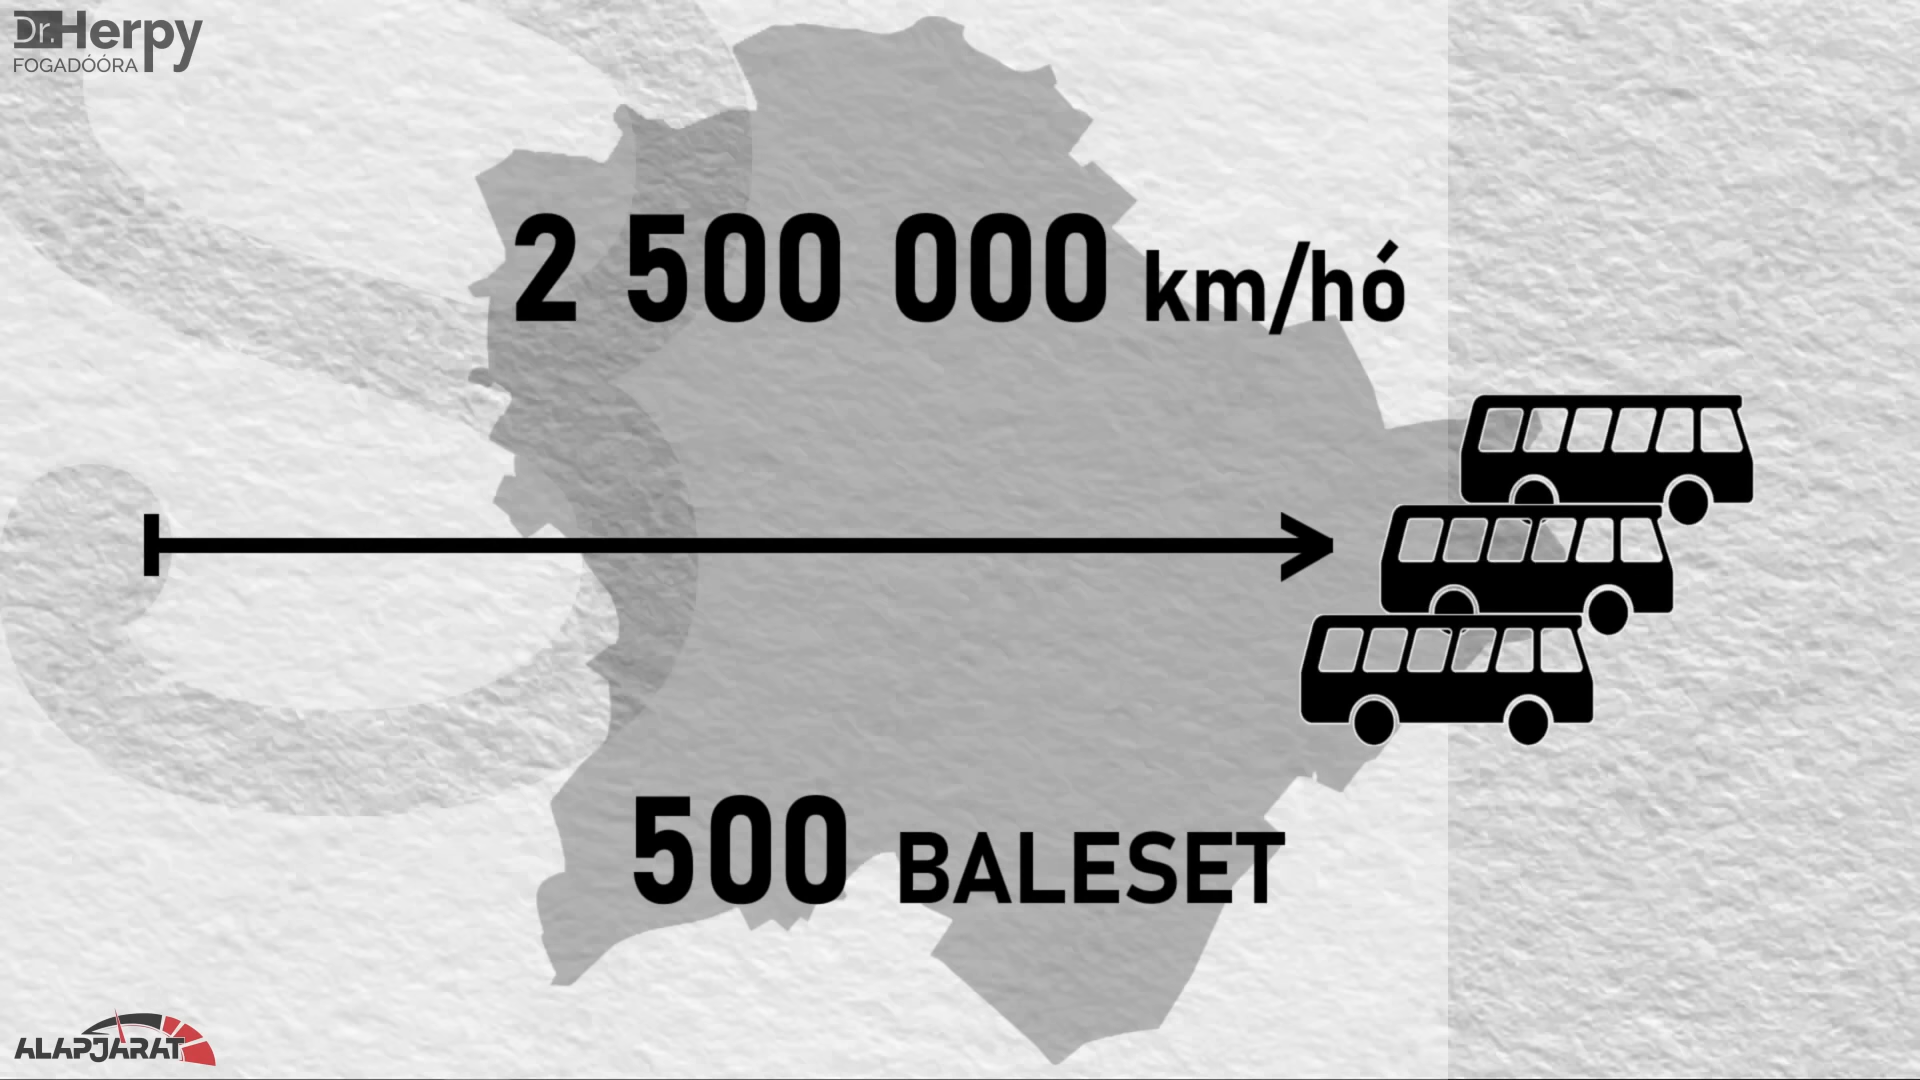 Dr. Herpy
FOGADÓÓRA
2 500 000 km/hó
500 BALESET
ALAPJÁRAT